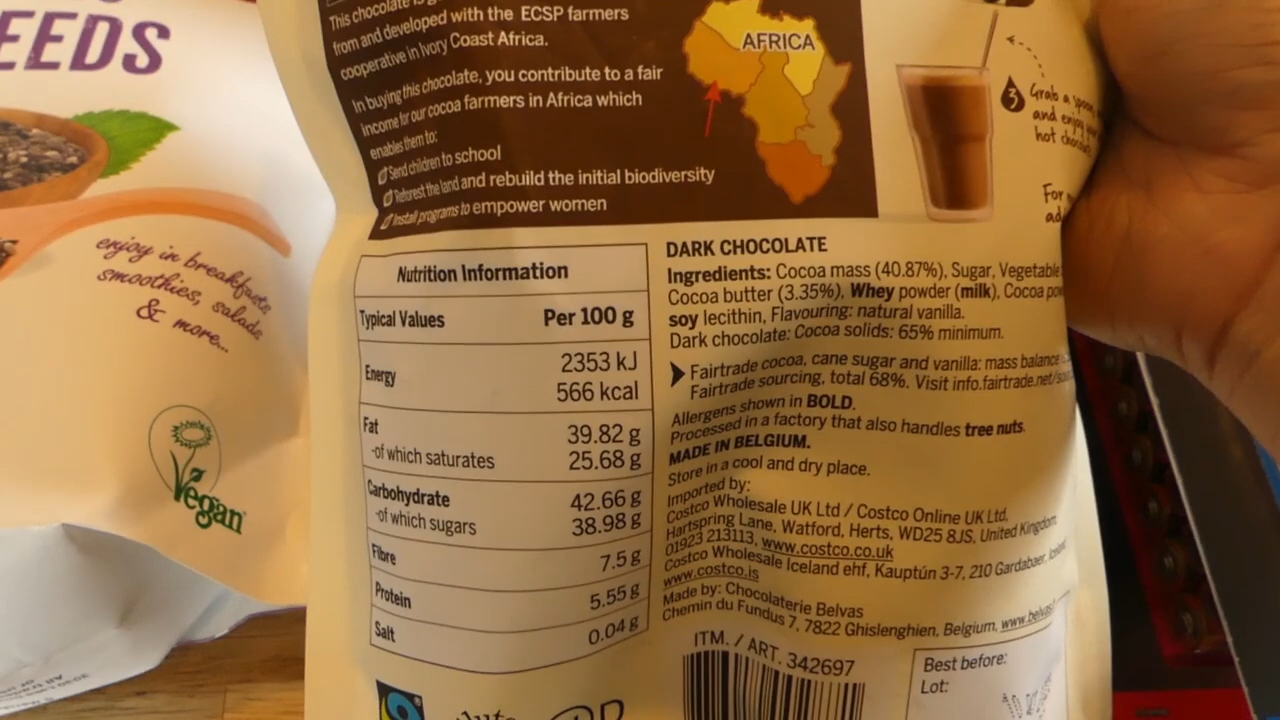 EEDS
enjoy in breakfasts,
smoothies, salads
& more...
Vegan
This chocolate is
from and developed with the ECSP farmers
cooperative in Ivory Coast Africa.
In buying this chocolate, you contribute to a fair
income for our cocoa farmers in Africa which
enables them to:
Send children to school
Reforest the land and rebuild the initial biodiversity
Install programs to empower women
AFRICA
3
Grab a spoon
and enjoy your
hot chocolate
For
Nutrition Information
Typical Values Per 100 g
Energy 2353 kJ
566 kcal
Fat 39.82 g
-of which saturates 25.68 g
Carbohydrate 42.66 g
-of which sugars 38.98 g
Fibre 7.5 g
Protein 5.55 g
Salt 0.04 g
DARK CHOCOLATE
Ingredients: Cocoa mass (40.87%), Sugar, Vegetable
Cocoa butter (3.35%), Whey powder (milk), Cocoa
soy lecithin, Flavouring: natural vanilla.
Dark chocolate: Cocoa solids: 65% minimum.
Fairtrade cocoa, cane sugar and vanilla: mass balance
Fairtrade sourcing, total 68%. Visit info.fairtrade.net/
Allergens shown in BOLD.
Processed in a factory that also handles tree nuts.
MADE IN BELGIUM.
Store in a cool and dry place.
Imported by:
Costco Wholesale UK Ltd / Costco Online UK Ltd,
Hartspring Lane, Watford, Herts, WD25 8JS, United Kingdom
01923 213113, www.costco.co.uk
Costco Wholesale Iceland ehf, Kauptún 3-7, 210 Gardabaer,
www.costco.is
Made by: Chocolaterie Belvas
Chemin du Fundus 7, 7822 Ghislenghien, Belgium, www.belvas
ITM. / ART. 342697
Best before:
Lot: